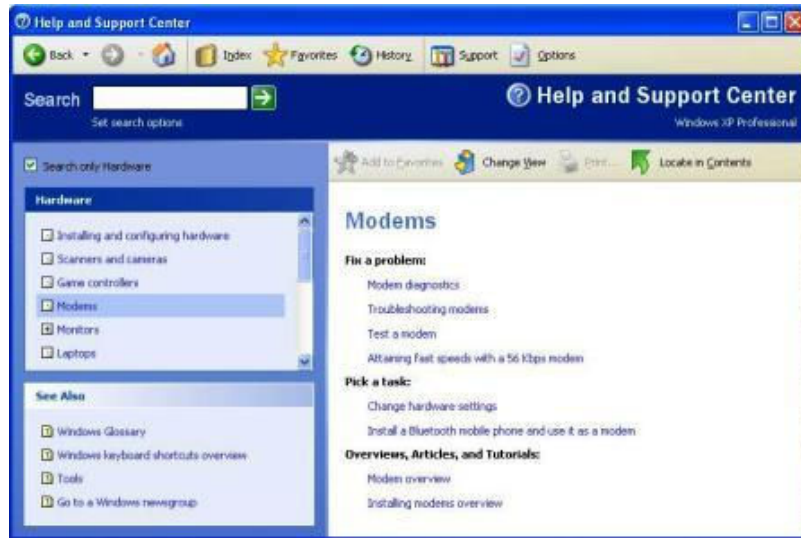 Help and Support Center
Back
Index
Favorites
History
Support
Options
Search
Set search options
Help and Support Center
Windows XP Professional
Search only Hardware
Add to Favorites
Change View
Print...
Locate in Contents
Hardware
Installing and configuring hardware
Scanners and cameras
Game controllers
Modems
Monitors
Laptops
See Also
Windows Glossary
Windows keyboard shortcuts overview
Tools
Go to a Windows newsgroup
Modems
Fix a problem:
Modem diagnostics
Troubleshooting modems
Test a modem
Attaining fast speeds with a 56 Kbps modem
Pick a task:
Change hardware settings
Install a Bluetooth mobile phone and use it as a modem
Overviews, Articles, and Tutorials:
Modem overview
Installing modems overview